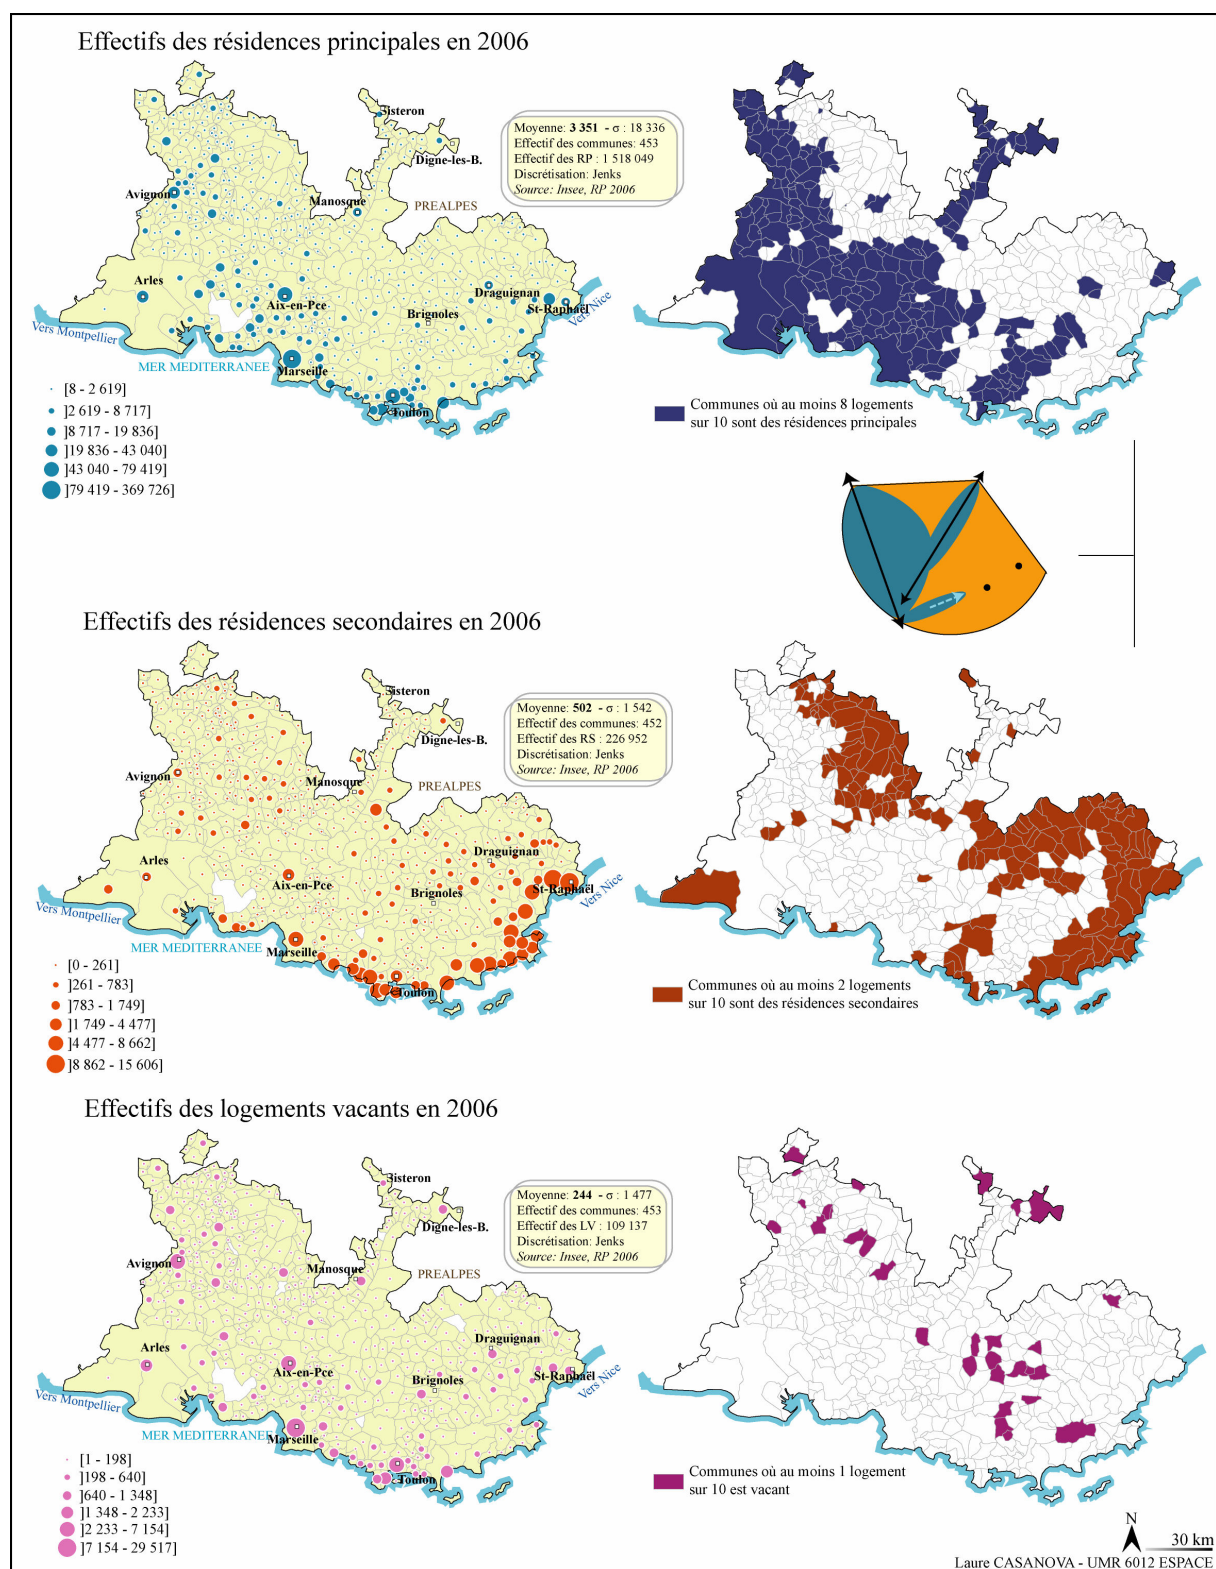 Effectifs des résidences principales en 2006
Sisteron
Digne-les-B.
Avignon
Manosque
PREALPES
Arles
Aix-en-Pce
Draguignan
St-Raphaël
Brignoles
Vers Montpellier
Vers Nice
MER MEDITERRANEE
Marseille
Toulon
Moyenne: 3 351 - σ : 18 336
Effectif des communes: 453
Effectif des RP : 1 518 049
Discrétisation: Jenks
Source: Insee, RP 2006
[8 - 2 619]
]2 619 - 8 717]
]8 717 - 19 836]
]19 836 - 43 040]
]43 040 - 79 419]
]79 419 - 369 726]
Communes où au moins 8 logements
sur 10 sont des résidences principales
Effectifs des résidences secondaires en 2006
Sisteron
Digne-les-B.
Avignon
Manosque
PREALPES
Arles
Aix-en-Pce
Draguignan
St-Raphaël
Brignoles
Vers Montpellier
Vers Nice
MER MEDITERRANEE
Marseille
Toulon
Moyenne: 502 - σ : 1 542
Effectif des communes: 452
Effectif des RS : 226 952
Discrétisation: Jenks
Source: Insee, RP 2006
[0 - 261]
]261 - 783]
]783 - 1 749]
]1 749 - 4 477]
]4 477 - 8 662]
]8 862 - 15 606]
Communes où au moins 2 logements
sur 10 sont des résidences secondaires
Effectifs des logements vacants en 2006
Sisteron
Digne-les-B.
Avignon
Manosque
PREALPES
Arles
Aix-en-Pce
Draguignan
St-Raphaël
Brignoles
Vers Montpellier
Vers Nice
MER MEDITERRANEE
Marseille
Toulon
Moyenne: 244 - σ : 1 477
Effectif des communes: 453
Effectif des LV : 109 137
Discrétisation: Jenks
Source: Insee, RP 2006
[1 - 198]
]198 - 640]
]640 - 1 348]
]1 348 - 2 233]
]2 233 - 7 154]
]7 154 - 29 517]
Communes où au moins 1 logement
sur 10 est vacant
N
30 km
Laure CASANOVA - UMR 6012 ESPACE